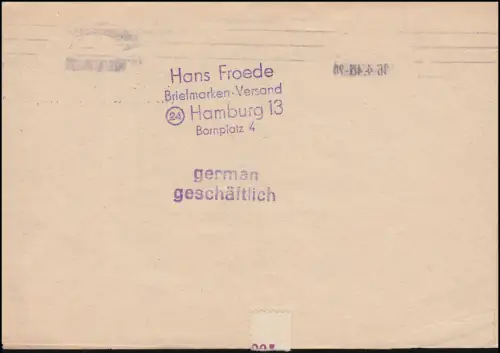 Hans Froede
Briefmarken-Versand
(24) Hamburg 13
Bornplatz 4
german
geschäftlich